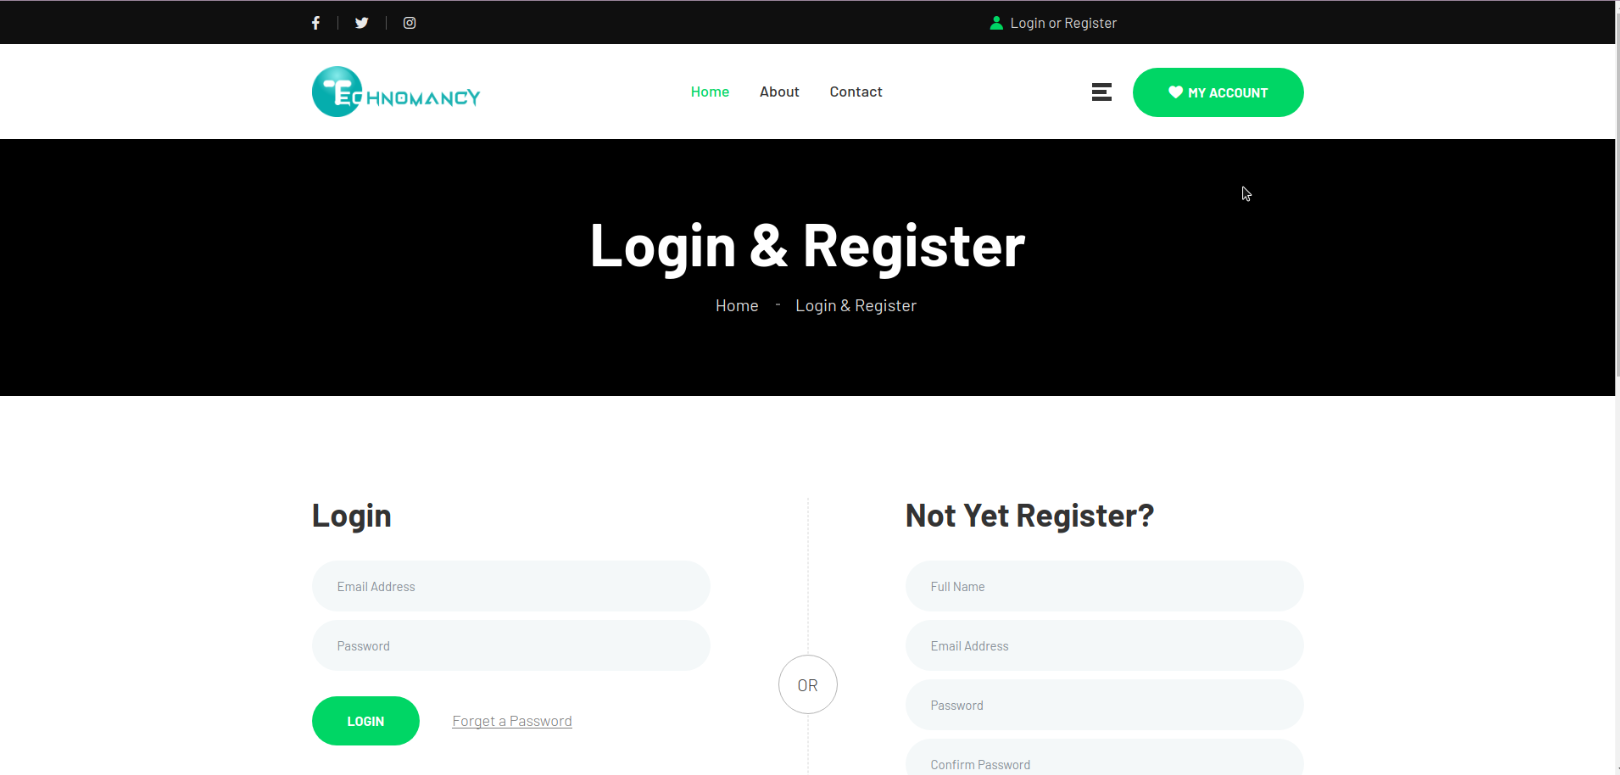 Login or Register
TECHNOMANCY
Home About Contact
MY ACCOUNT
Login & Register
Home - Login & Register
Login
Not Yet Register?
Email Address
Full Name
Password
Email Address
OR
LOGIN
Forget a Password
Password
Confirm Password